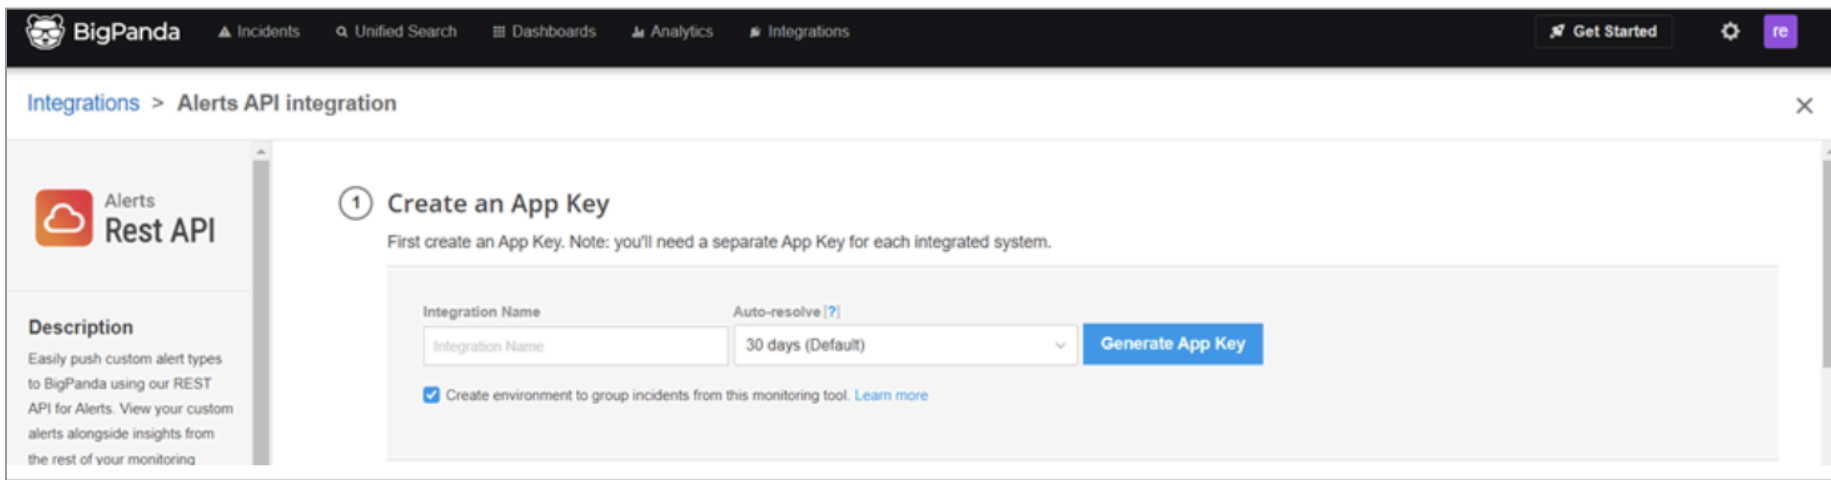 BigPanda Incidents Unified Search Dashboards Analytics Integrations Get Started re
Integrations > Alerts API integration
Alerts
Rest API
Description
Easily push custom alert types
to BigPanda using our REST
API for Alerts. View your custom
alerts alongside insights from
the rest of your monitoring
1 Create an App Key
First create an App Key. Note: you'll need a separate App Key for each integrated system.
Integration Name Auto-resolve [?]
Integration Name 30 days (Default) Generate App Key
Create environment to group incidents from this monitoring tool. Learn more